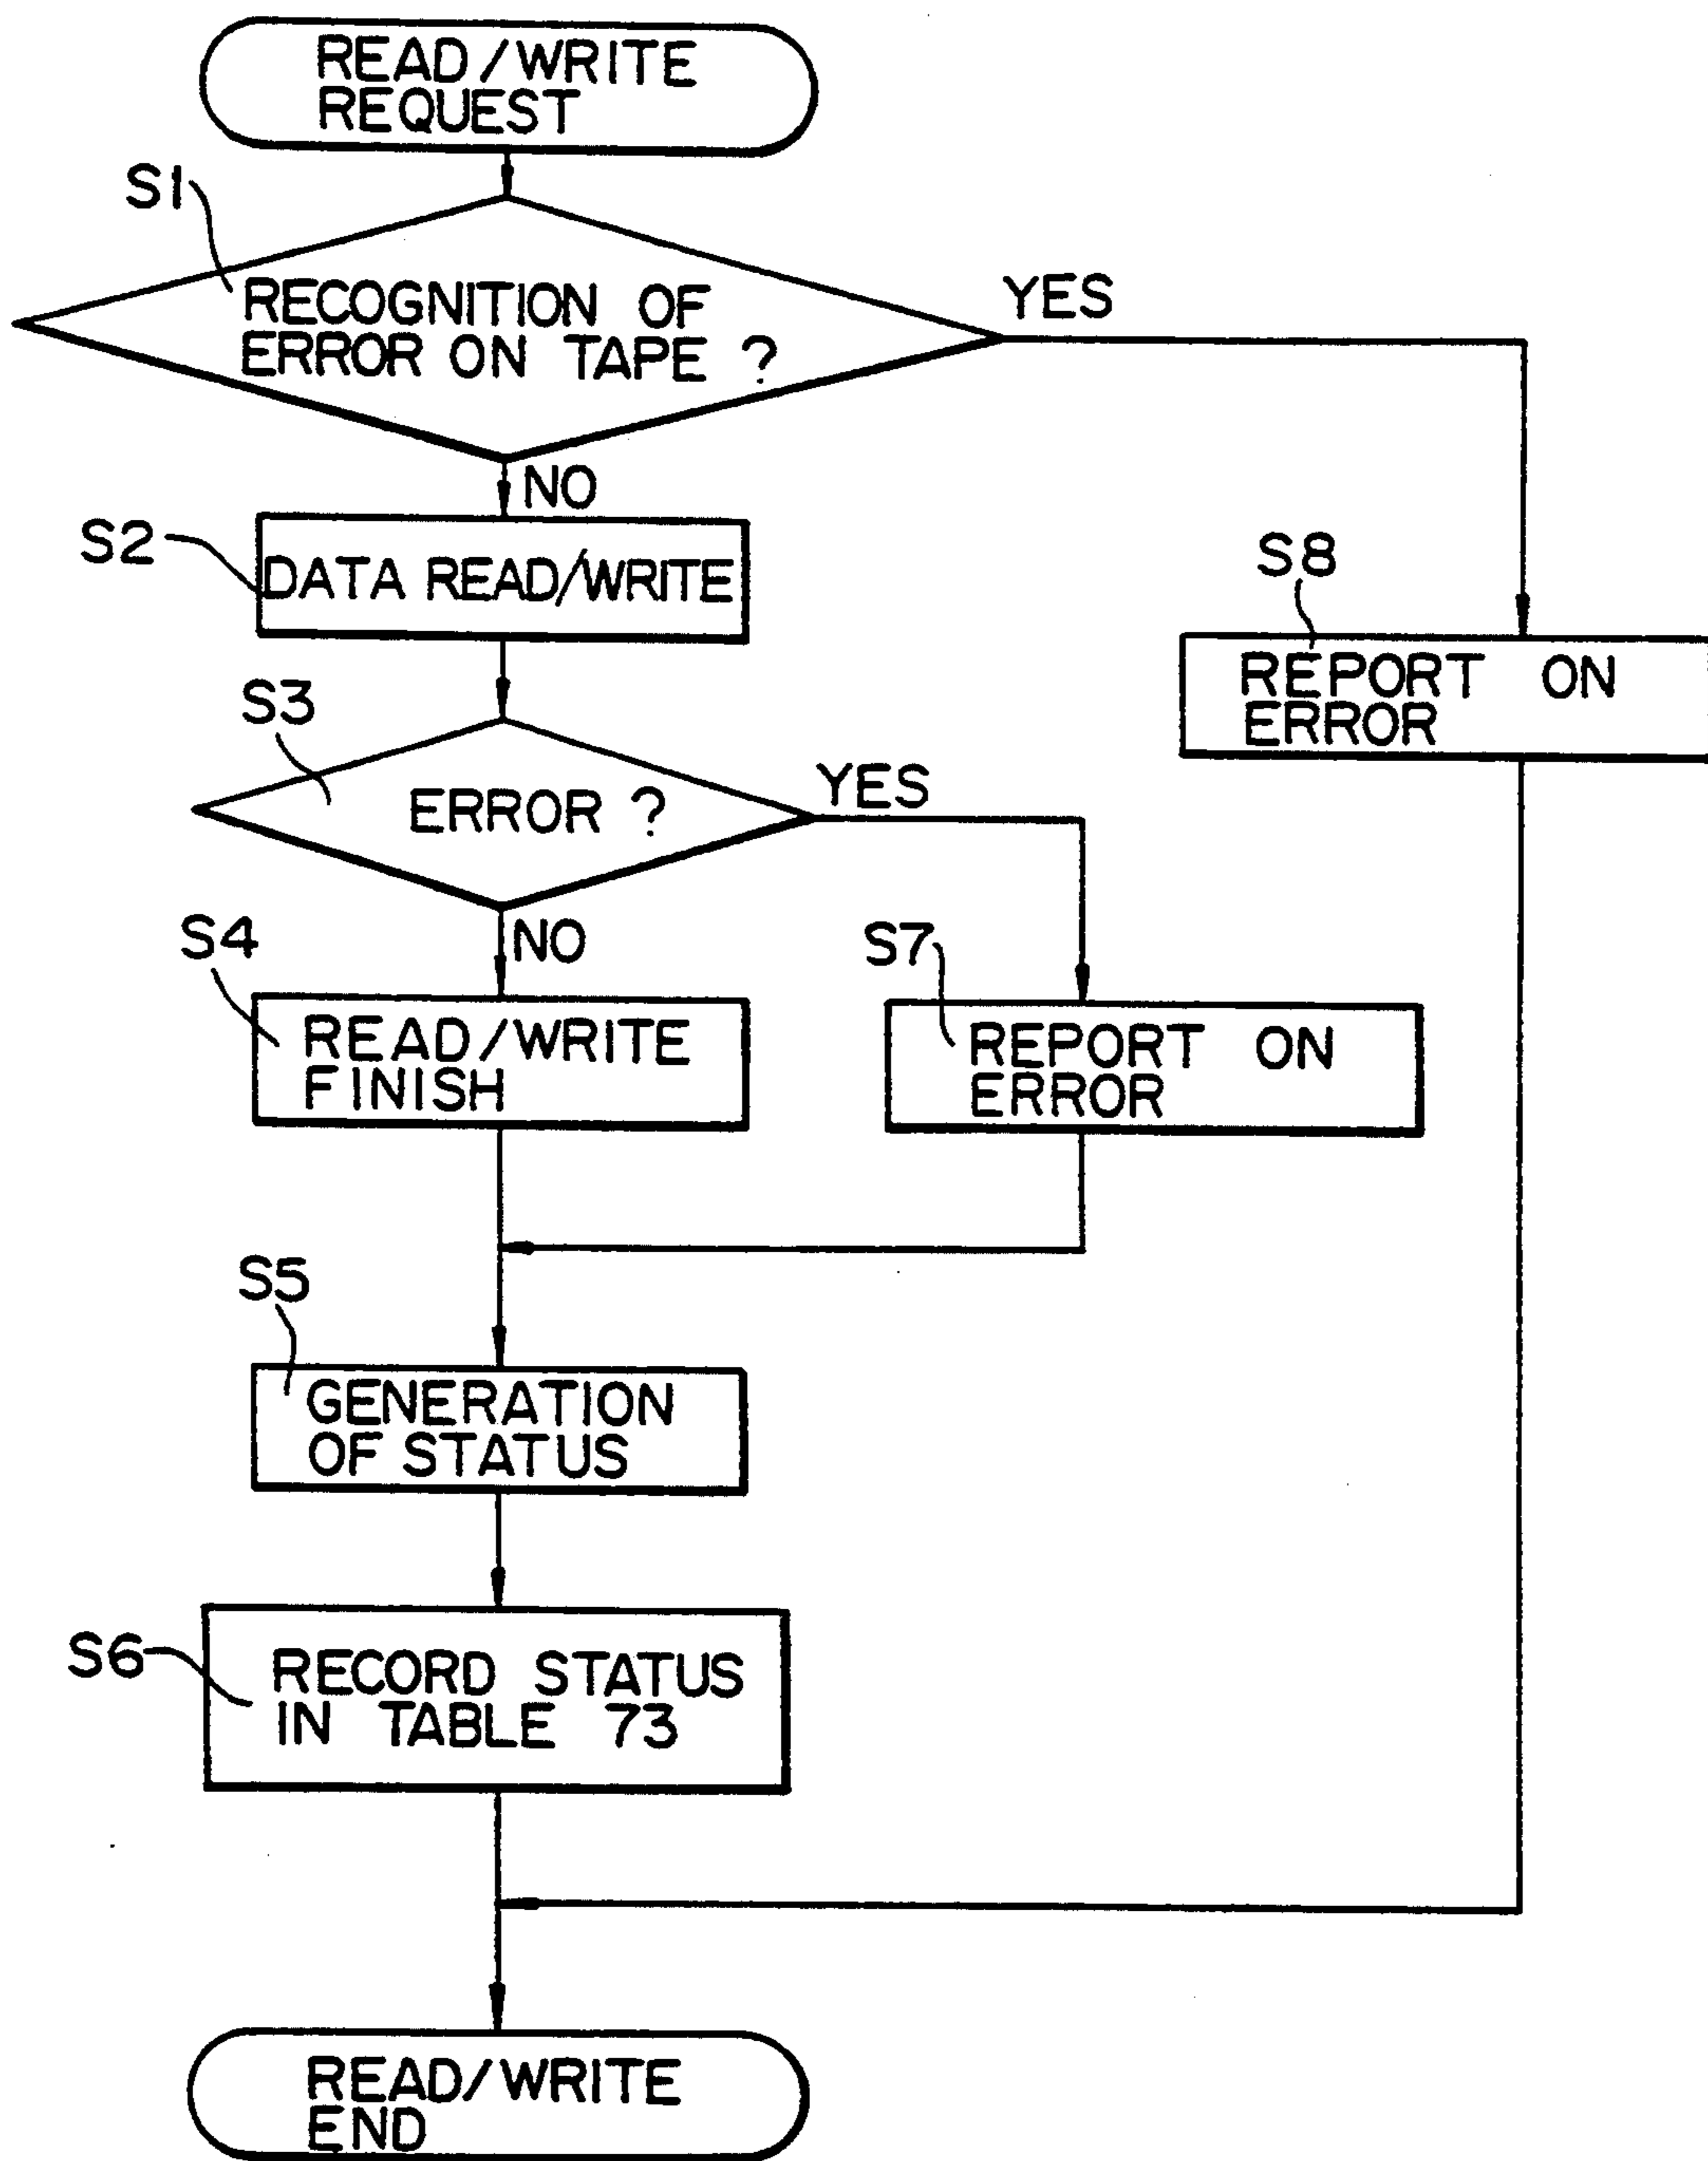 READ/WRITE
REQUEST
S1
RECOGNITION OF
ERROR ON TAPE ?
YES
NO
S2
DATA READ/WRITE
S8
REPORT ON
ERROR
S3
ERROR ?
YES
NO
S4
READ/WRITE
FINISH
S7
REPORT ON
ERROR
S5
GENERATION
OF STATUS
S6
RECORD STATUS
IN TABLE 73
READ/WRITE
END